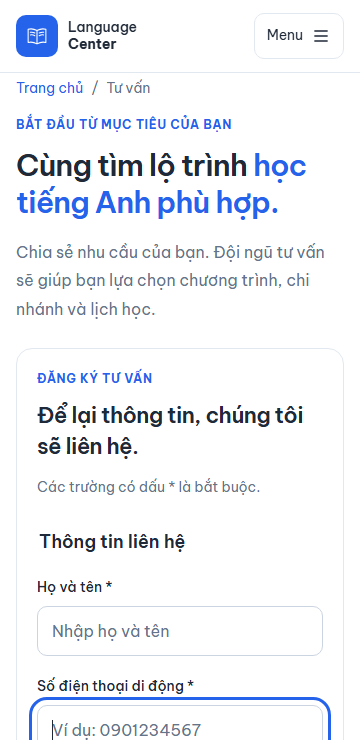 Language
Center
Menu
Trang chủ / Tư vấn
BẮT ĐẦU TỪ MỤC TIÊU CỦA BẠN
Cùng tìm lộ trình học
tiếng Anh phù hợp.
Chia sẻ nhu cầu của bạn. Đội ngũ tư vấn
sẽ giúp bạn lựa chọn chương trình, chi
nhánh và lịch học.
ĐĂNG KÝ TƯ VẤN
Để lại thông tin, chúng tôi
sẽ liên hệ.
Các trường có dấu * là bắt buộc.
Thông tin liên hệ
Họ và tên *
Nhập họ và tên
Số điện thoại di động *
Ví dụ: 0901234567